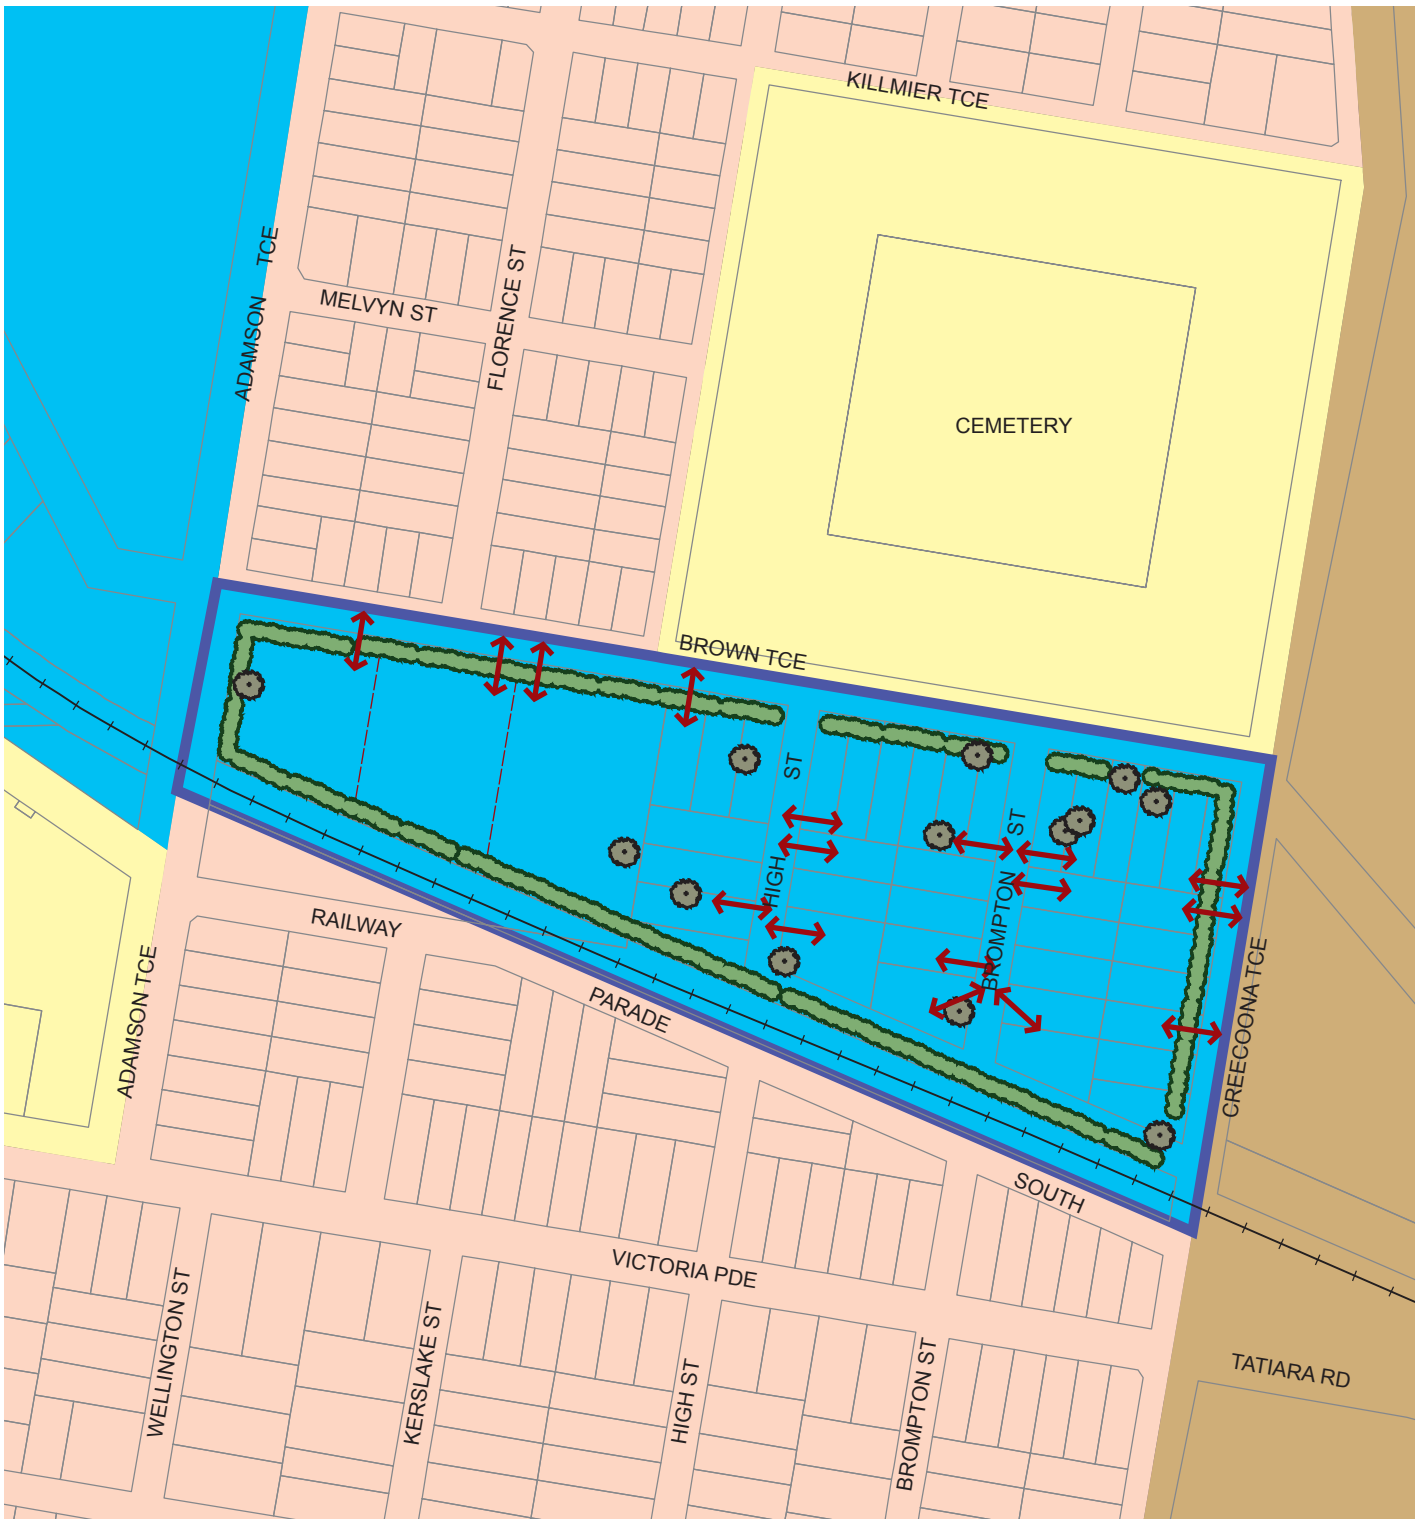 KILLMIER TCE
ADAMSON TCE
MELVYN ST
FLORENCE ST
CEMETERY
BROWN TCE
HIGH ST
BROMPTON ST
RAILWAY PARADE SOUTH
ADAMSON TCE
CREECOONA TCE
VICTORIA PDE
WELLINGTON ST
KERSLAKE ST
HIGH ST
BROMPTON ST
TATIARA RD